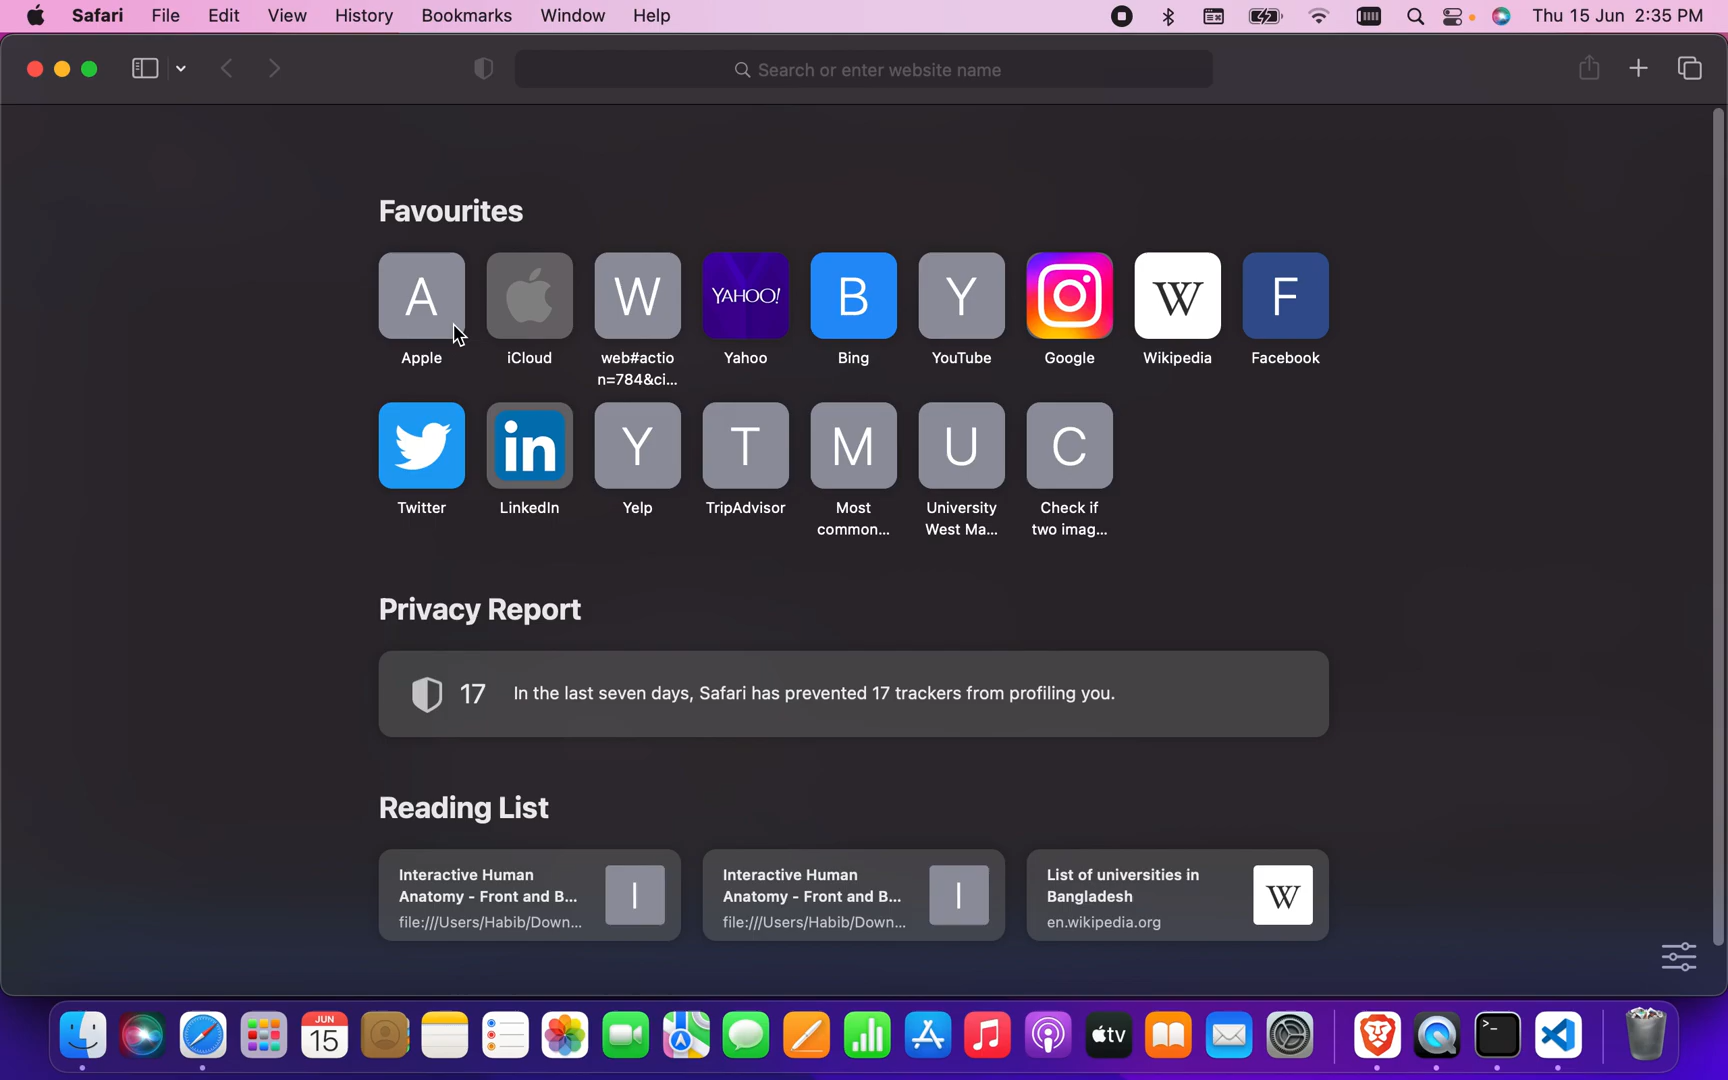 Safari File Edit View History Bookmarks Window Help Thu 15 Jun 2:35 PM
Search or enter website name
Favourites
A W YAHOO! B Y W F
Apple iCloud web#actio Yahoo Bing YouTube Google Wikipedia Facebook
n=784&ci...
in Y T M U C
Twitter LinkedIn Yelp TripAdvisor Most University Check if
common... West Ma... two imag...
Privacy Report
17 In the last seven days, Safari has prevented 17 trackers from profiling you.
Reading List
Interactive Human
Anatomy - Front and B...
file:///Users/Habib/Down...
I
Interactive Human
Anatomy - Front and B...
file:///Users/Habib/Down...
I
List of universities in
Bangladesh
en.wikipedia.org
W
JUN
15
tv
>_